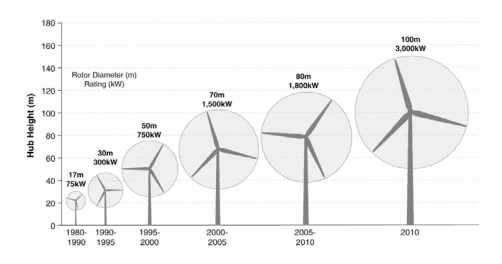 180
160
140
120
100
80
60
40
20
0
Hub Height (m)
Rotor Diameter (m)
Rating (kW)
17m
75kW
30m
300kW
50m
750kW
70m
1,500kW
80m
1,800kW
100m
3,000kW
1980-
1990
1990-
1995
1995-
2000
2000-
2005
2005-
2010
2010